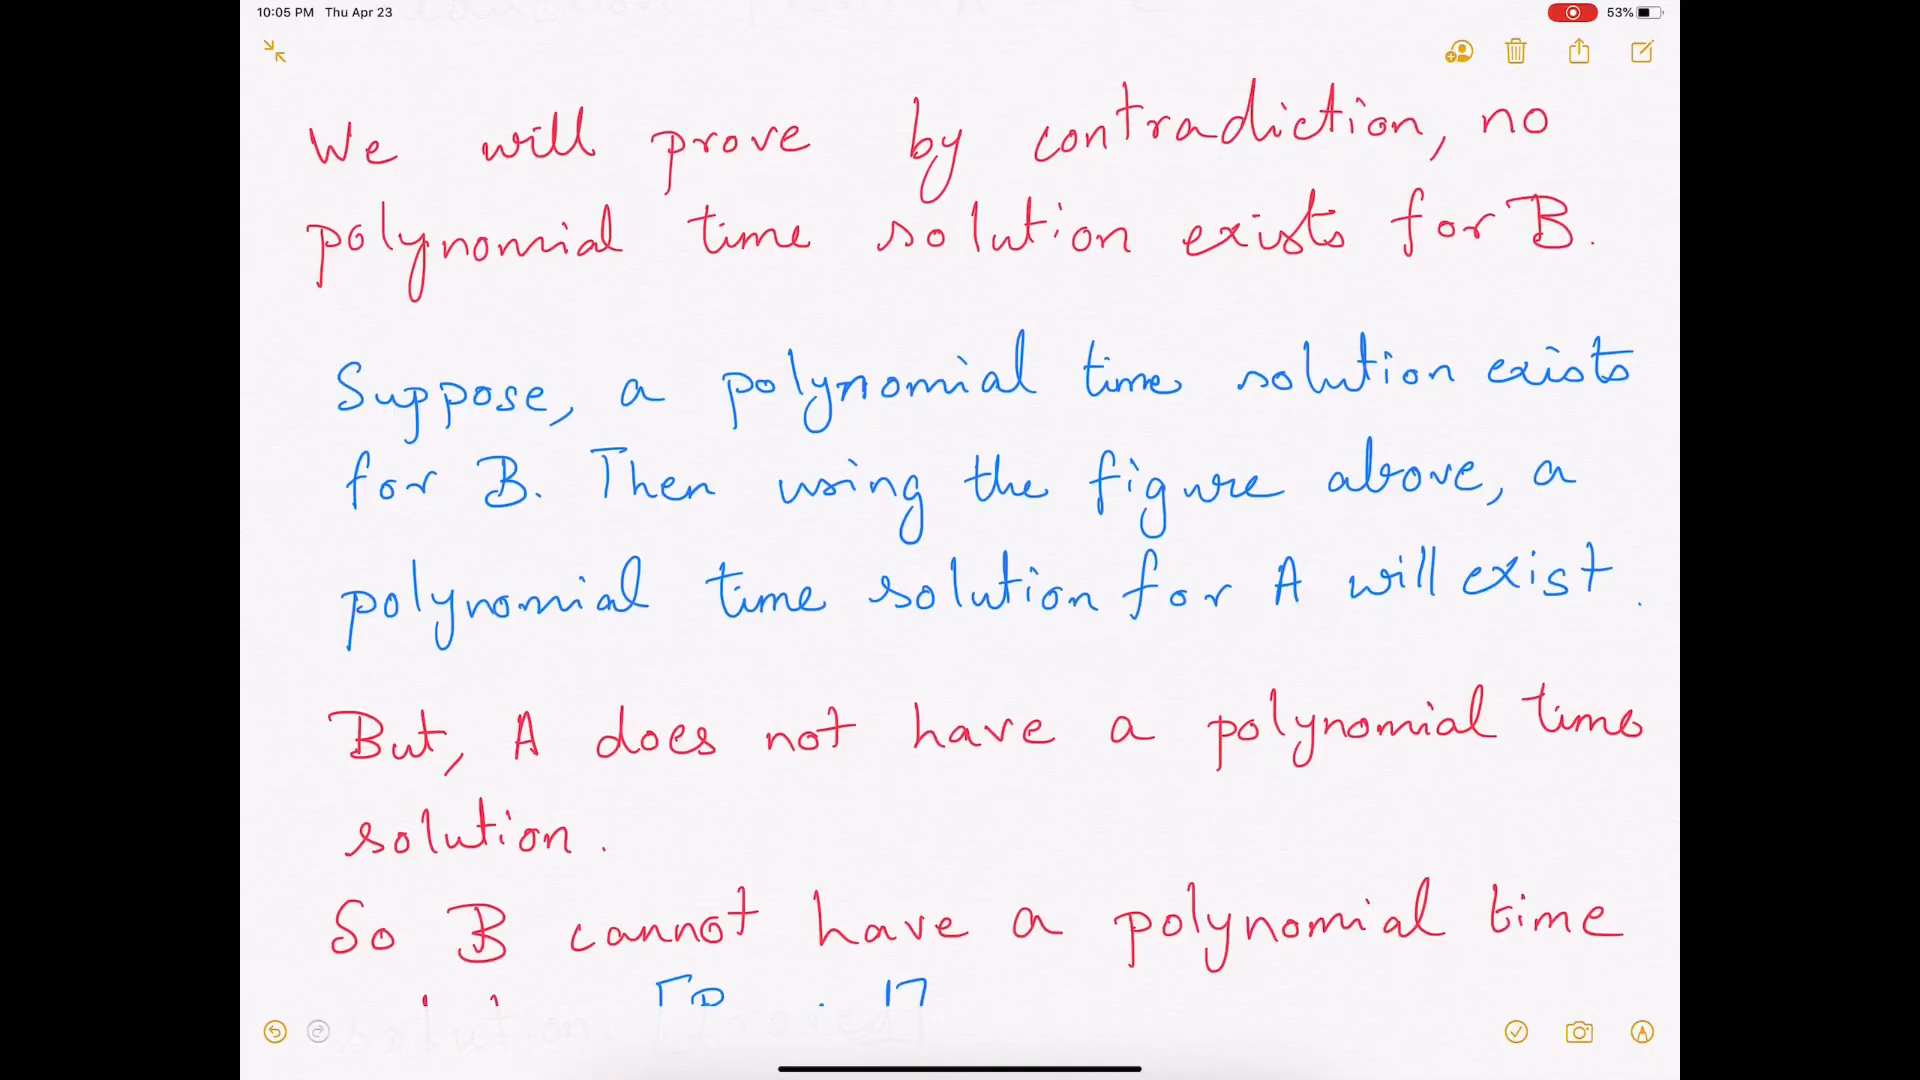 10:05 PM Thu Apr 23
53%
We will prove by contradiction, no
polynomial time solution exists for B.
Suppose, a polynomial time solution exists
for B. Then using the figure above, a
polynomial time solution for A will exist.
But, A does not have a polynomial time
solution.
So B cannot have a polynomial time
solution. [Proved]